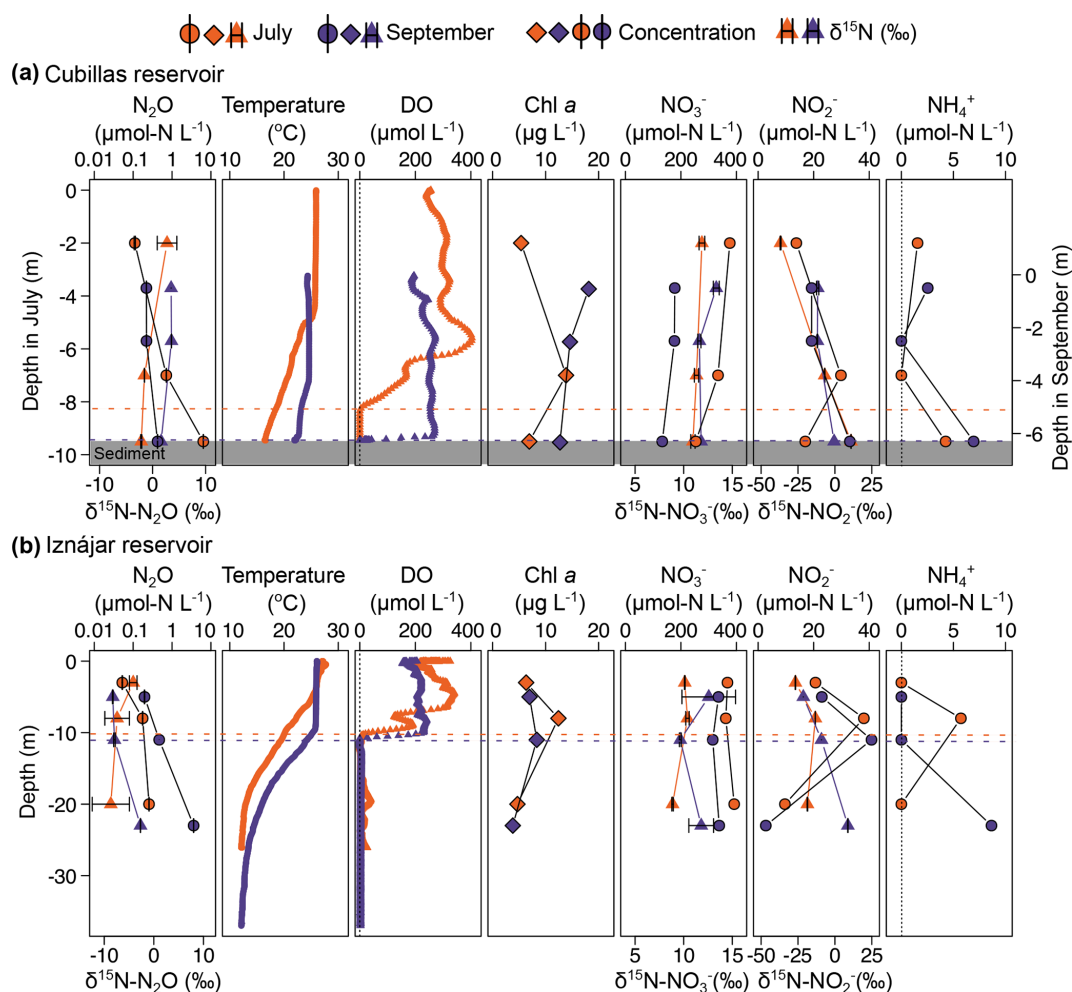 July September Concentration δ¹⁵N (‰)
(a) Cubillas reservoir
N₂O Temperature DO Chl a NO₃⁻ NO₂⁻ NH₄⁺
(µmol-N L⁻¹) (°C) (µmol L⁻¹) (µg L⁻¹) (µmol-N L⁻¹) (µmol-N L⁻¹) (µmol-N L⁻¹)
0.01 0.1 1 10 10 20 30 0 200 400 0 10 20 0 200 400 0 20 40 0 5 10
0
-2
0
-4
-2
-6
-4
-8
-6
Sediment
-10
Depth in July (m)
Depth in September (m)
-10 0 10 5 10 15 -50 -25 0 25
δ¹⁵N-N₂O (‰) δ¹⁵N-NO₃⁻(‰) δ¹⁵N-NO₂⁻(‰)
(b) Iznájar reservoir
N₂O Temperature DO Chl a NO₃⁻ NO₂⁻ NH₄⁺
(µmol-N L⁻¹) (°C) (µmol L⁻¹) (µg L⁻¹) (µmol-N L⁻¹) (µmol-N L⁻¹) (µmol-N L⁻¹)
0.01 0.1 1 10 10 20 30 0 200 400 0 10 20 0 200 400 0 20 40 0 5 10
0
-10
-20
-30
Depth (m)
-10 0 10 5 10 15 -50 -25 0 25
δ¹⁵N-N₂O (‰) δ¹⁵N-NO₃⁻(‰) δ¹⁵N-NO₂⁻(‰)